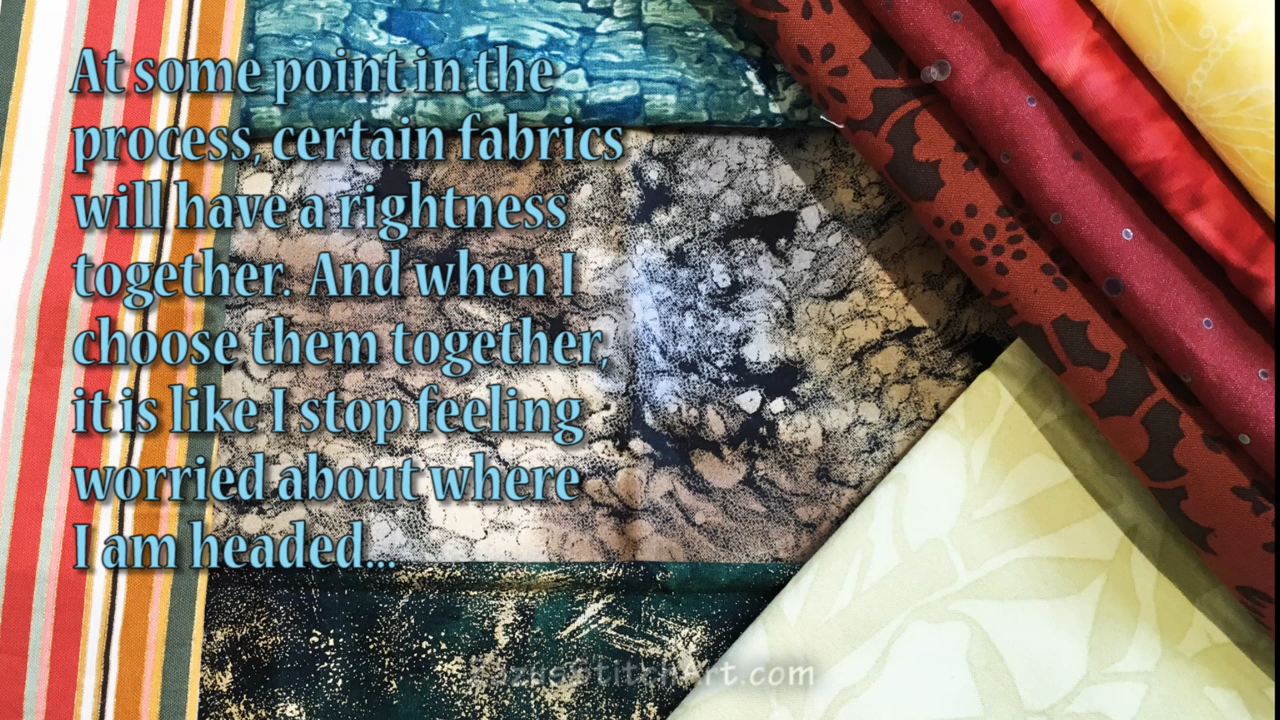 At some point in the
process, certain fabrics
will have a rightness
together. And when I
choose them together,
it is like I stop feeling
worried about where
I am headed...